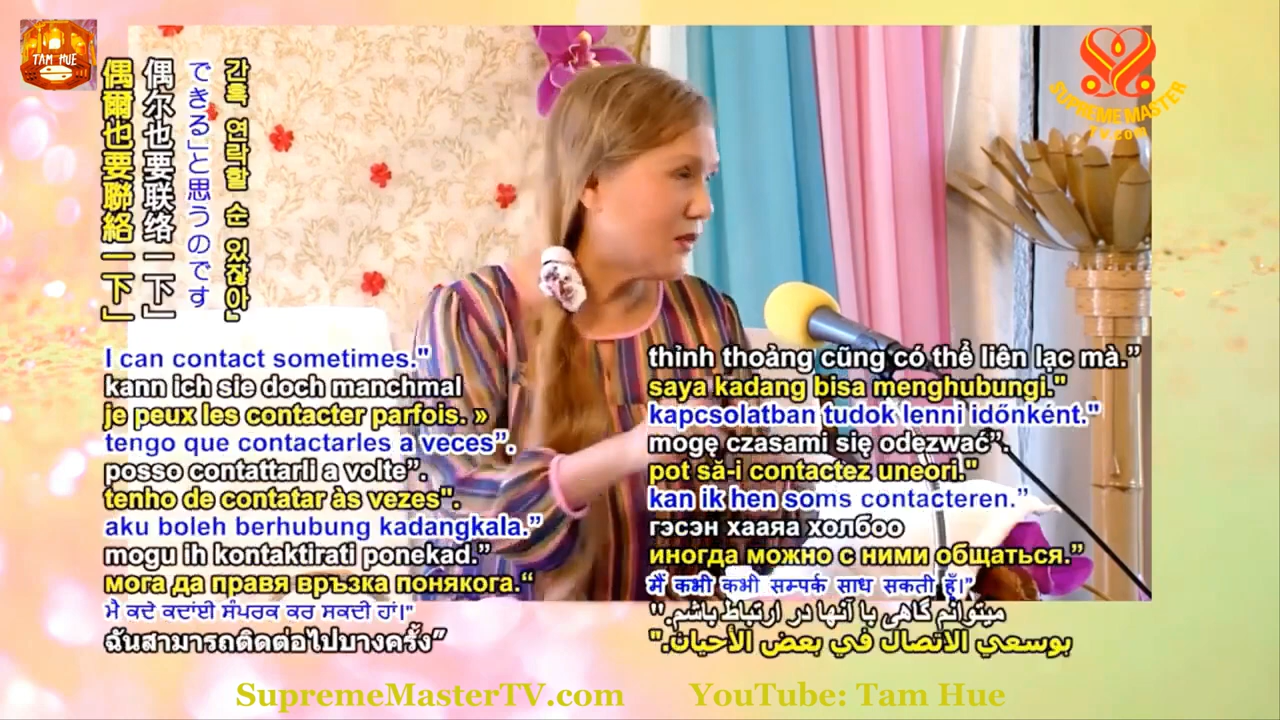 TAM HUE
SUPREME MASTER
TV.com
간혹 연락할 순 있잖아』
できる」と思うのです
偶尔也要联络一下」
偶爾也要聯絡一下」
I can contact sometimes."
kann ich sie doch manchmal
je peux les contacter parfois. »
tengo que contactarles a veces”.
posso contattarli a volte”.
tenho de contatar às vezes".
aku boleh berhubung kadangkala.”
mogu ih kontaktirati ponekad.”
мога да правя връзка понякога.“
ਮੈਂ ਕਦੇ ਕਦਾਂਈ ਸੰਪਰਕ ਕਰ ਸਕਦੀ ਹਾਂ।"
ฉันสามารถติดต่อไปบางครั้ง”
thỉnh thoảng cũng có thể liên lạc mà.”
saya kadang bisa menghubungi."
kapcsolatban tudok lenni időnként."
mogę czasami się odezwać”.
pot să-i contactez uneori."
kan ik hen soms contacteren.”
гэсэн хааяа холбоо
иногда можно с ними общаться.”
मैं कभी कभी सम्पर्क साध सकती हूँ।”
میتوانم گاهی با آنها در ارتباط باشم."
بوسعي الاتصال في بعض الأحيان."
SupremeMasterTV.com
YouTube: Tam Hue